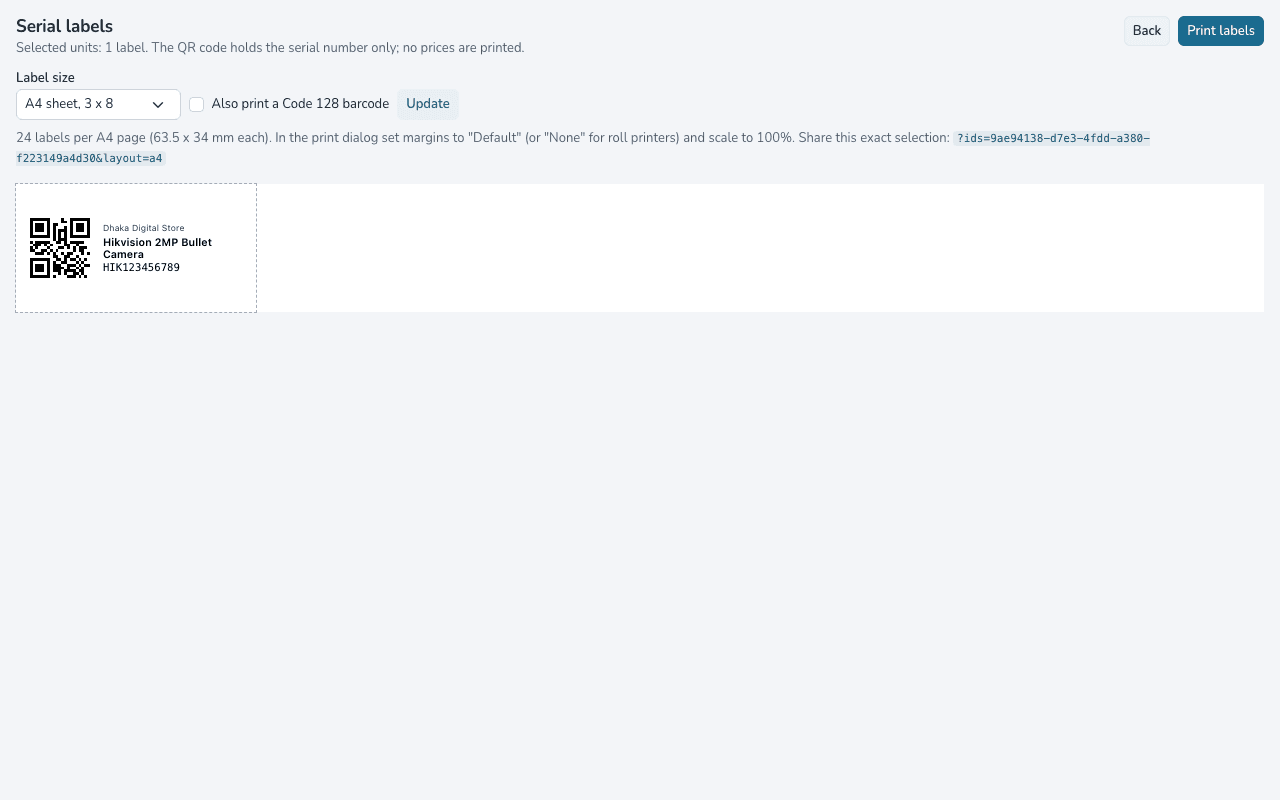 Serial labels
Selected units: 1 label. The QR code holds the serial number only; no prices are printed.
Back
Print labels
Label size
A4 sheet, 3 x 8
Also print a Code 128 barcode
Update
24 labels per A4 page (63.5 x 34 mm each). In the print dialog set margins to "Default" (or "None" for roll printers) and scale to 100%. Share this exact selection: ?ids=9ae94138-d7e3-4fdd-a380-
f223149a4d30&layout=a4
Dhaka Digital Store
Hikvision 2MP Bullet
Camera
HIK123456789